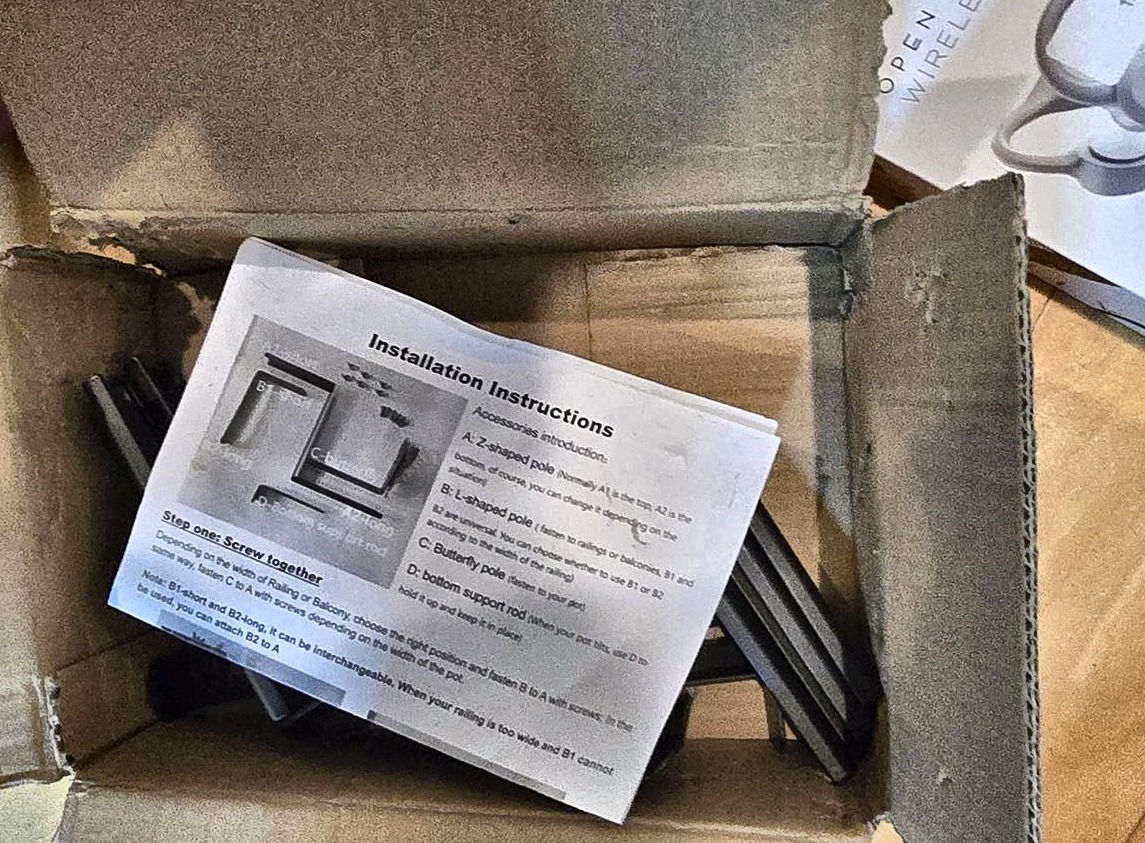 OPEN
WIRELE
Installation Instructions
Accessories introduction:
A: Z-shaped pole (Normally A1 is the top, A2 is the
bottom, of course, you can change it depending on the
situation)
B: L-shaped pole ( fasten to railings or balconies, B1 and
B2 are universal. You can choose whether to use B1 or B2
according to the width of the railing)
C: Butterfly pole (fasten to your pot)
D: bottom support rod (When your pot tilts, use D to
hold it up and keep it in place)
B1
D: Bottom support rod
Step one: Screw together
Depending on the width of Railing or Balcony, choose the right position and fasten B to A with screws; in the
same way, fasten C to A with screws depending on the width of the pot.
Note: B1-short and B2-long, it can be interchangeable. When your railing is too wide and B1 cannot
be used, you can attach B2 to A